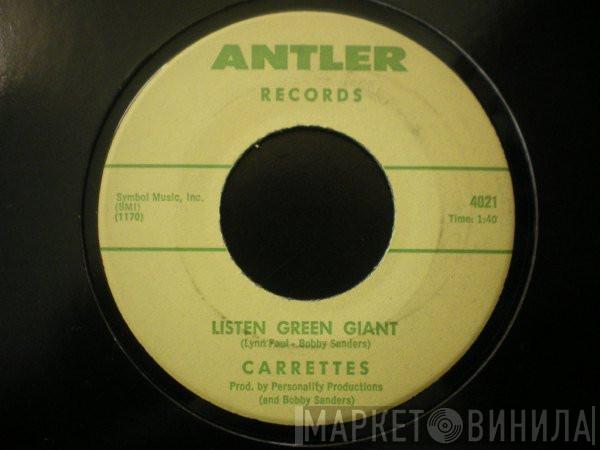 ANTLER
RECORDS
Symbol Music, Inc.
(BMI)
(1170)
4021
Time: 1:40
LISTEN GREEN GIANT
(Lynn Paul - Bobby Sanders)
CARRETTES
Prod. by Personality Productions
(and Bobby Sanders)
МАРКЕТ ВИНИЛА